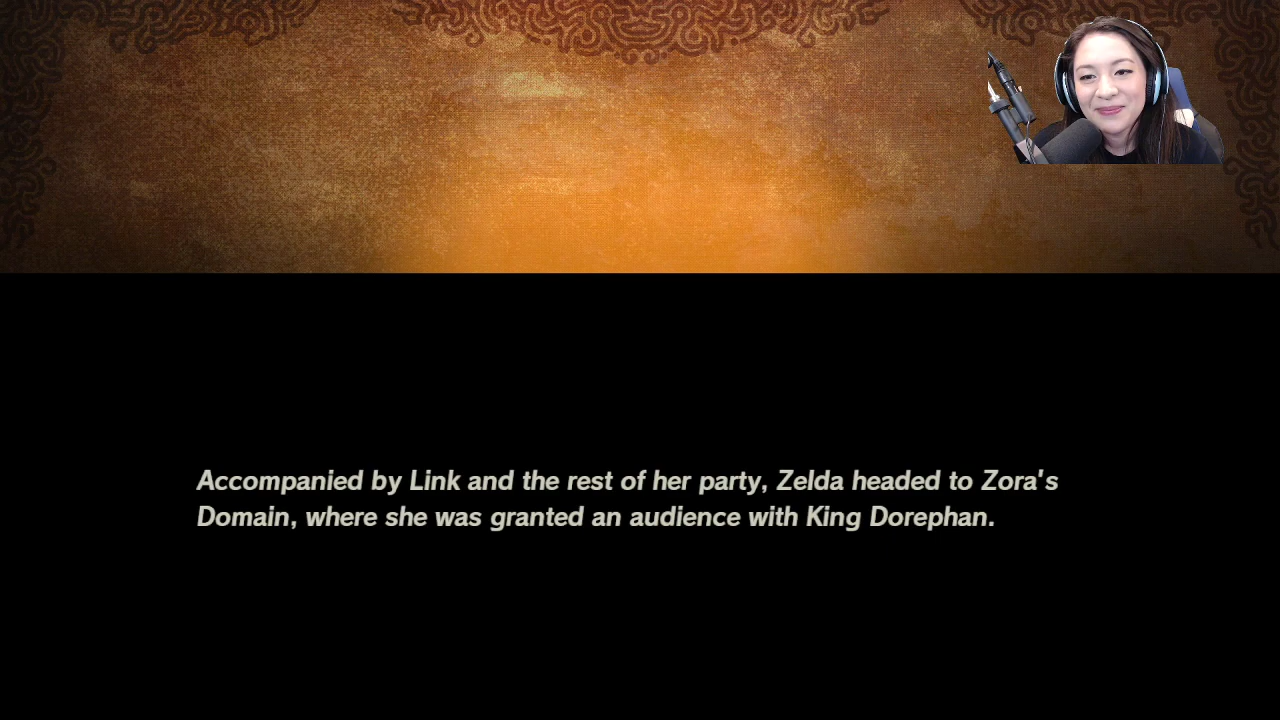 Accompanied by Link and the rest of her party, Zelda headed to Zora's
Domain, where she was granted an audience with King Dorephan.